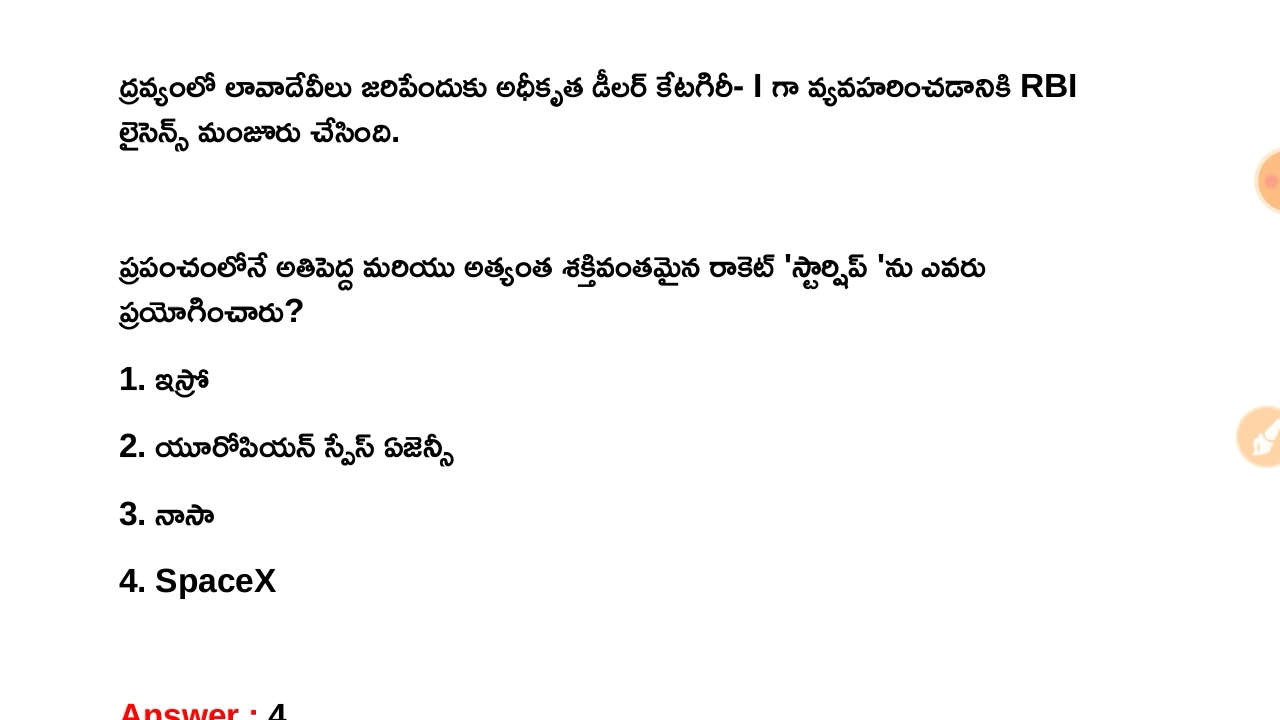 ద్రవ్యంలో లావాదేవీలు జరిపేందుకు అధీకృత డీలర్ కేటగిరీ- I గా వ్యవహరించడానికి RBI
లైసెన్స్ మంజూరు చేసింది.
ప్రపంచంలోనే అతిపెద్ద మరియు అత్యంత శక్తివంతమైన రాకెట్ 'స్టార్షిప్ 'ను ఎవరు
ప్రయోగించారు?
1. ఇస్రో
2. యూరోపియన్ స్పేస్ ఏజెన్సీ
3. నాసా
4. SpaceX
Answer : 4